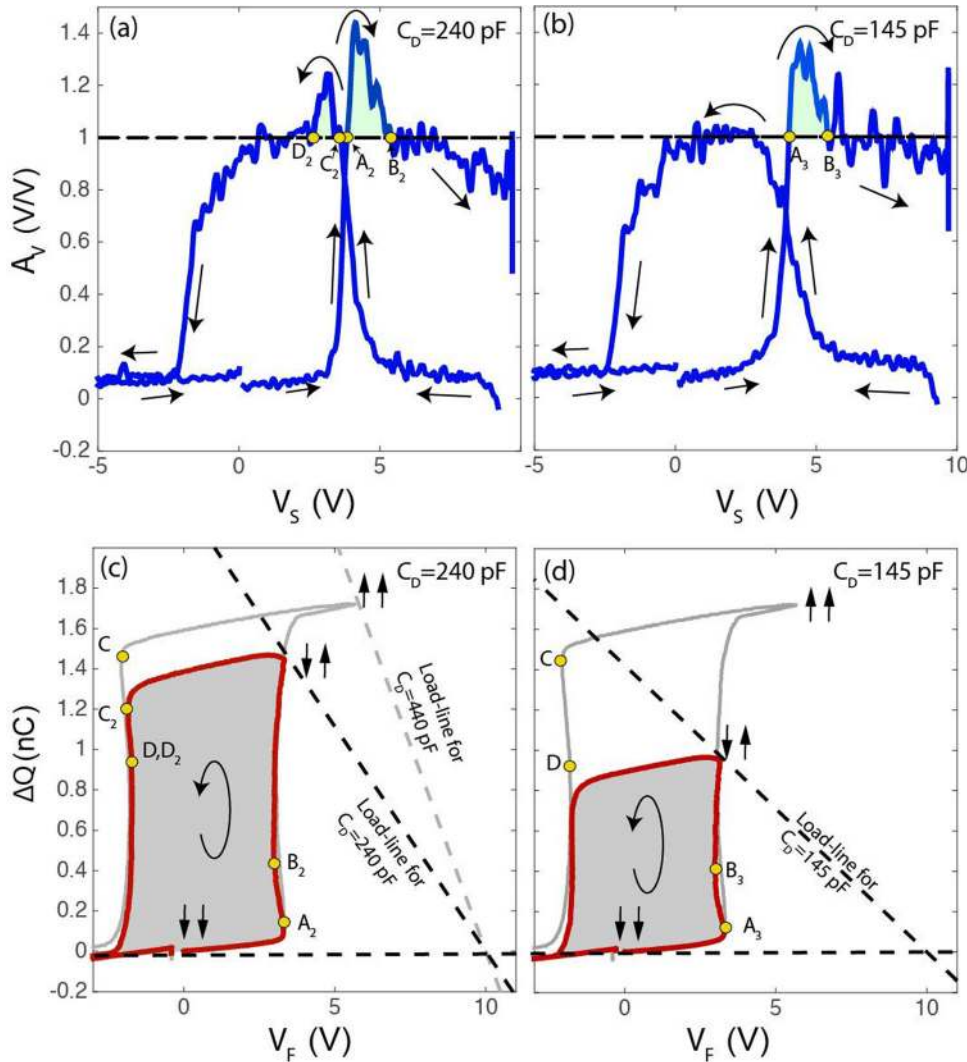 (a)
C_D=240 pF
1.4
1.2
1
0.8
0.6
0.4
0.2
0
-0.2
A_V (V/V)
D_2
C_2
A_2
B_2
-5
0
5
V_S (V)
(b)
C_D=145 pF
A_3
B_3
-5
0
5
10
V_S (V)
(c)
C_D=240 pF
1.8
1.6
1.4
1.2
1.0
0.8
0.6
0.4
0.2
0
-0.2
ΔQ (nC)
C
C_2
D,D_2
B_2
A_2
Load-line for
C_D=440 pF
Load-line for
C_D=240 pF
0
5
10
V_F (V)
(d)
C_D=145 pF
C
D
B_3
A_3
Load-line for
C_D=145 pF
0
5
10
V_F (V)